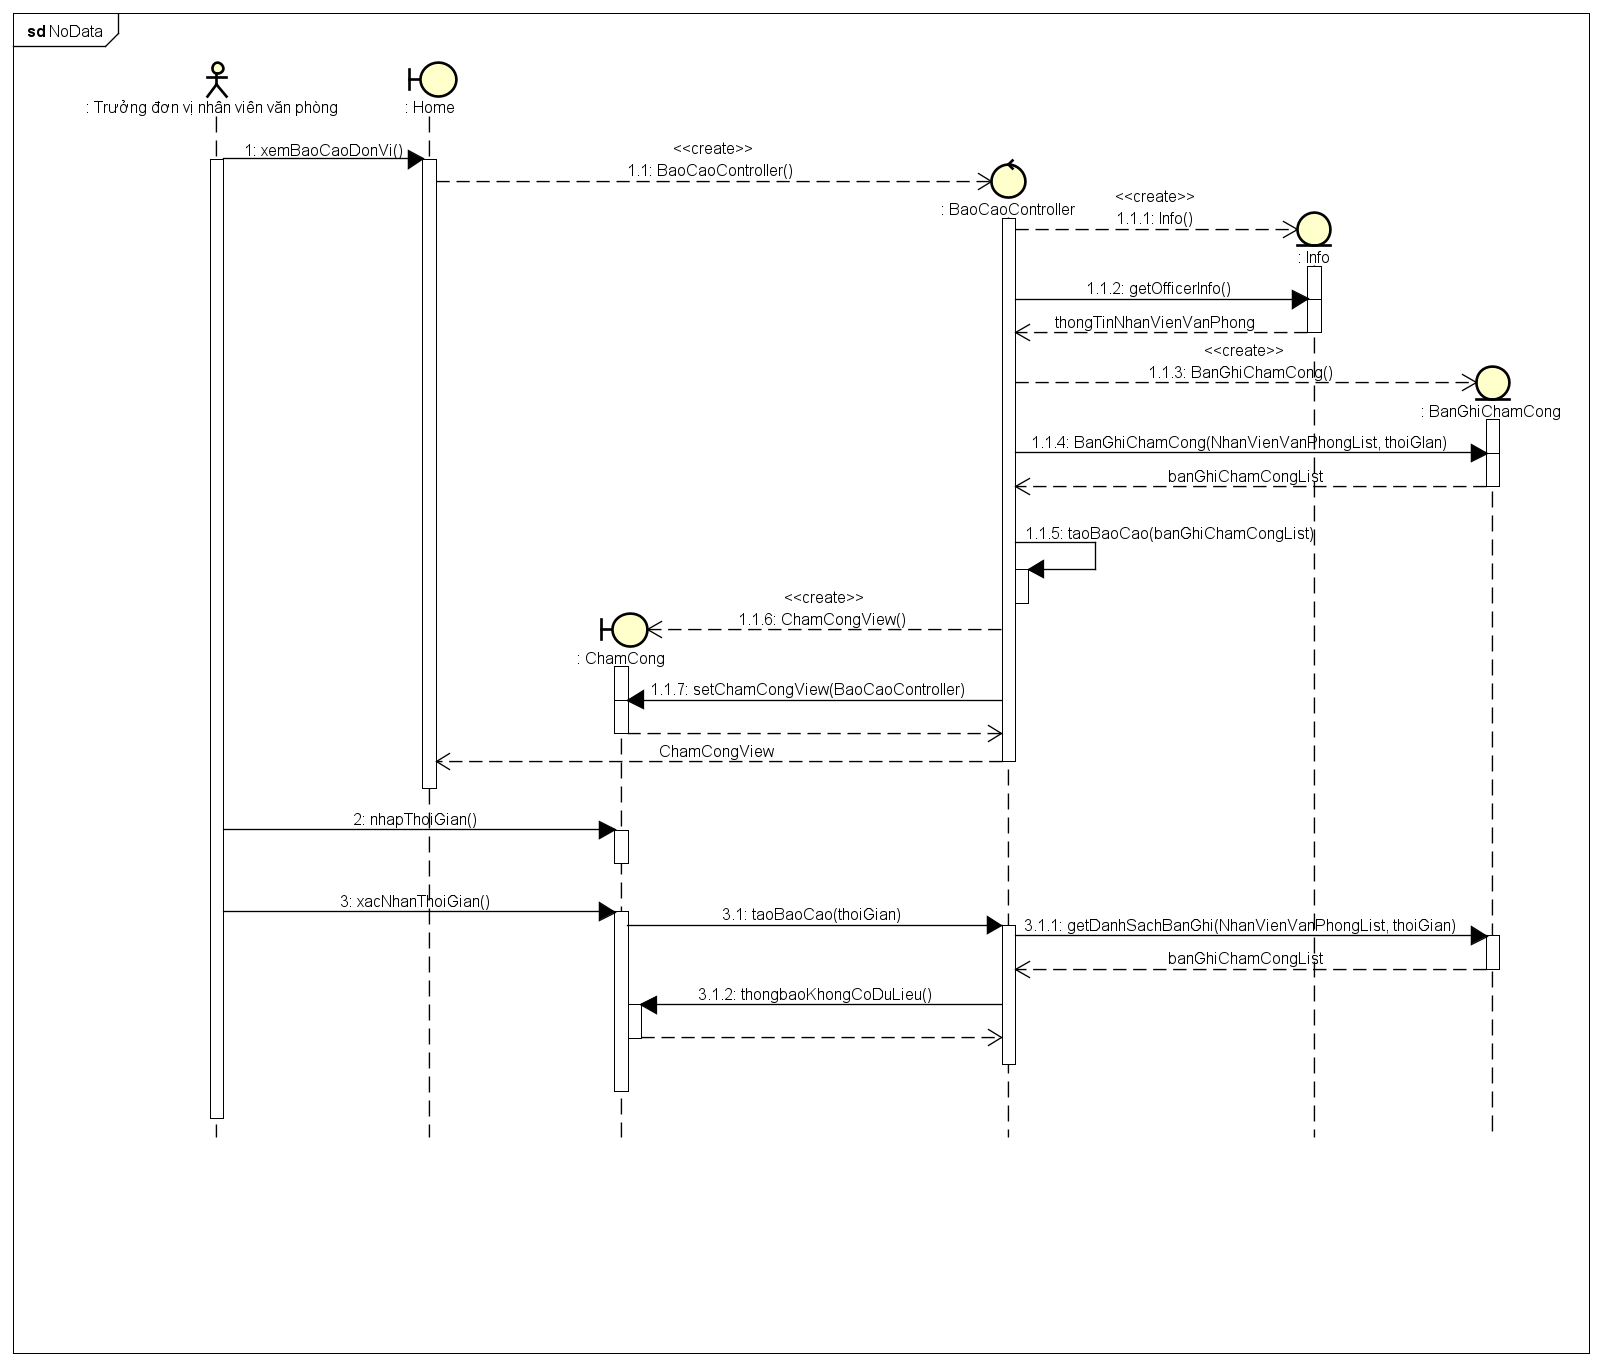 sd NoData
: Trưởng đơn vị nhân viên văn phòng
: Home
1: xemBaoCaoDonVi()
<<create>>
1.1: BaoCaoController()
: BaoCaoController
<<create>>
1.1.1: Info()
: Info
1.1.2: getOfficerInfo()
thongTinNhanVienVanPhong
<<create>>
1.1.3: BanGhiChamCong()
: BanGhiChamCong
1.1.4: BanGhiChamCong(NhanVienVanPhongList, thoiGIan)
banGhiChamCongList
1.1.5: taoBaoCao(banGhiChamCongList)
<<create>>
1.1.6: ChamCongView()
: ChamCong
1.1.7: setChamCongView(BaoCaoController)
ChamCongView
2: nhapThoiGian()
3: xacNhanThoiGian()
3.1: taoBaoCao(thoiGian)
3.1.1: getDanhSachBanGhi(NhanVienVanPhongList, thoiGian)
banGhiChamCongList
3.1.2: thongbaoKhongCoDuLieu()